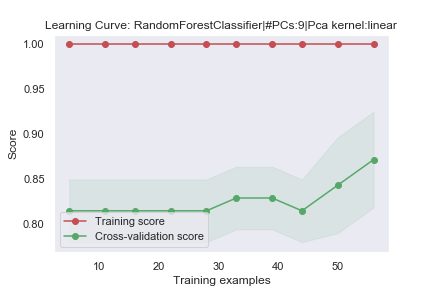 Learning Curve: RandomForestClassifier|#PCs:9|Pca kernel:linear
1.00
0.95
0.90
0.85
0.80
Score
10 20 30 40 50
Training examples
Training score
Cross-validation score